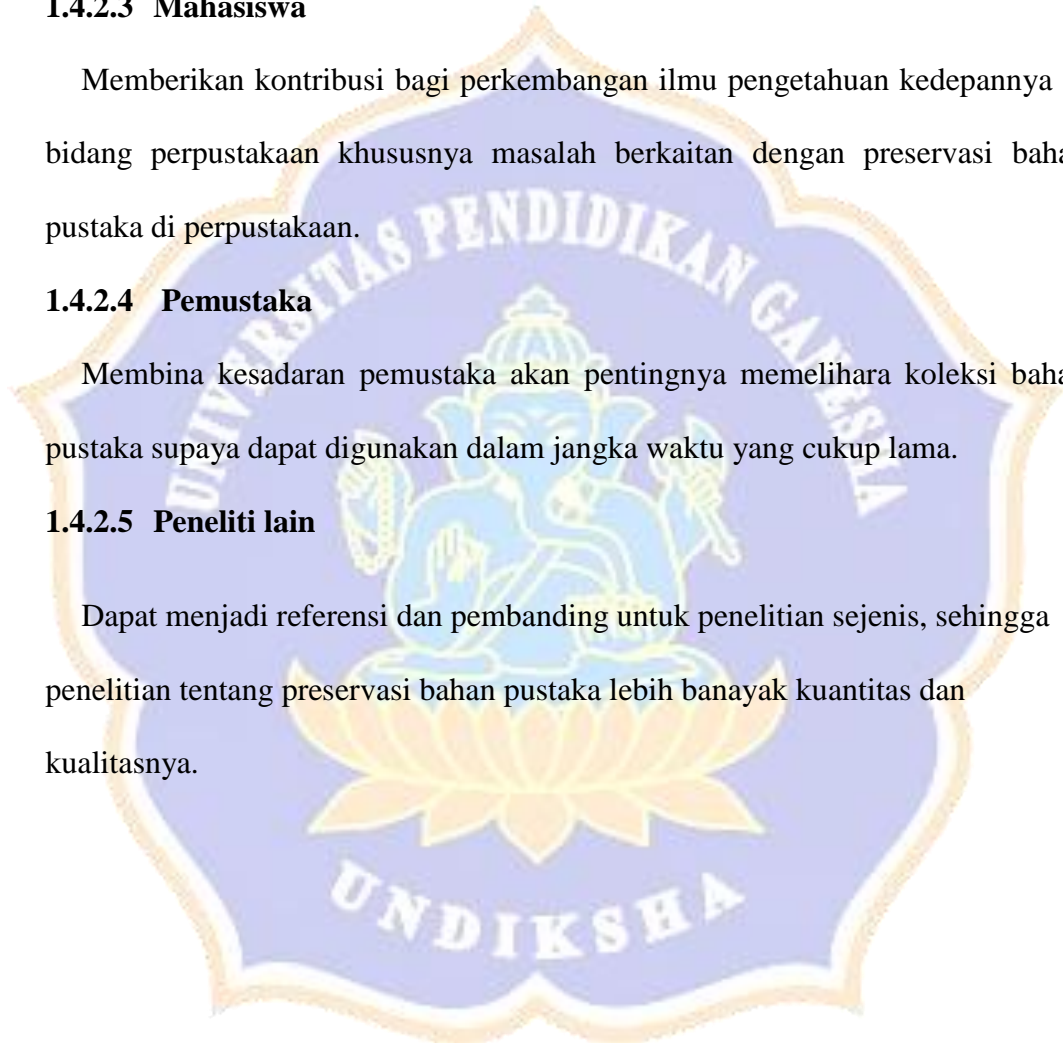 1.4.2.3 Mahasiswa
Memberikan kontribusi bagi perkembangan ilmu pengetahuan kedepannya
bidang perpustakaan khususnya masalah berkaitan dengan preservasi baha
pustaka di perpustakaan.
1.4.2.4 Pemustaka
Membina kesadaran pemustaka akan pentingnya memelihara koleksi baha
pustaka supaya dapat digunakan dalam jangka waktu yang cukup lama.
1.4.2.5 Peneliti lain
Dapat menjadi referensi dan pembanding untuk penelitian sejenis, sehingga
penelitian tentang preservasi bahan pustaka lebih banayak kuantitas dan
kualitasnya.
UNIVERSITAS PENDIDIKAN GANESHA
UNDIKSHA